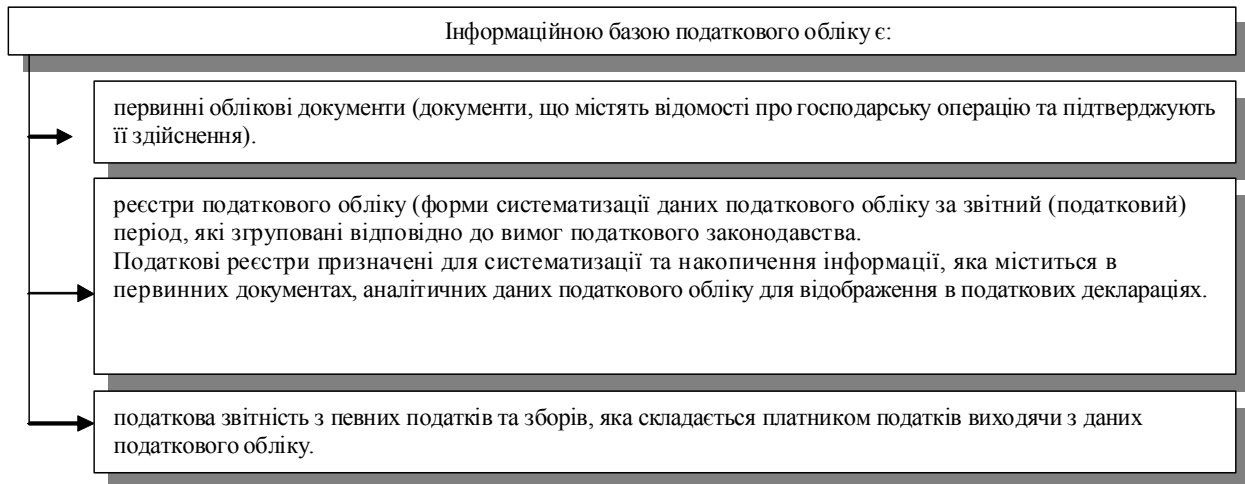 Інформаційною базою податкового обліку є:
первинні облікові документи (документи, що містять відомості про господарську операцію та підтверджують
її здійснення).
реєстри податкового обліку (форми систематизації даних податкового обліку за звітний (податковий)
період, які згруповані відповідно до вимог податкового законодавства.
Податкові реєстри призначені для систематизації та накопичення інформації, яка міститься в
первинних документах, аналітичних даних податкового обліку для відображення в податкових деклараціях.
податкова звітність з певних податків та зборів, яка складається платником податків виходячи з даних
податкового обліку.